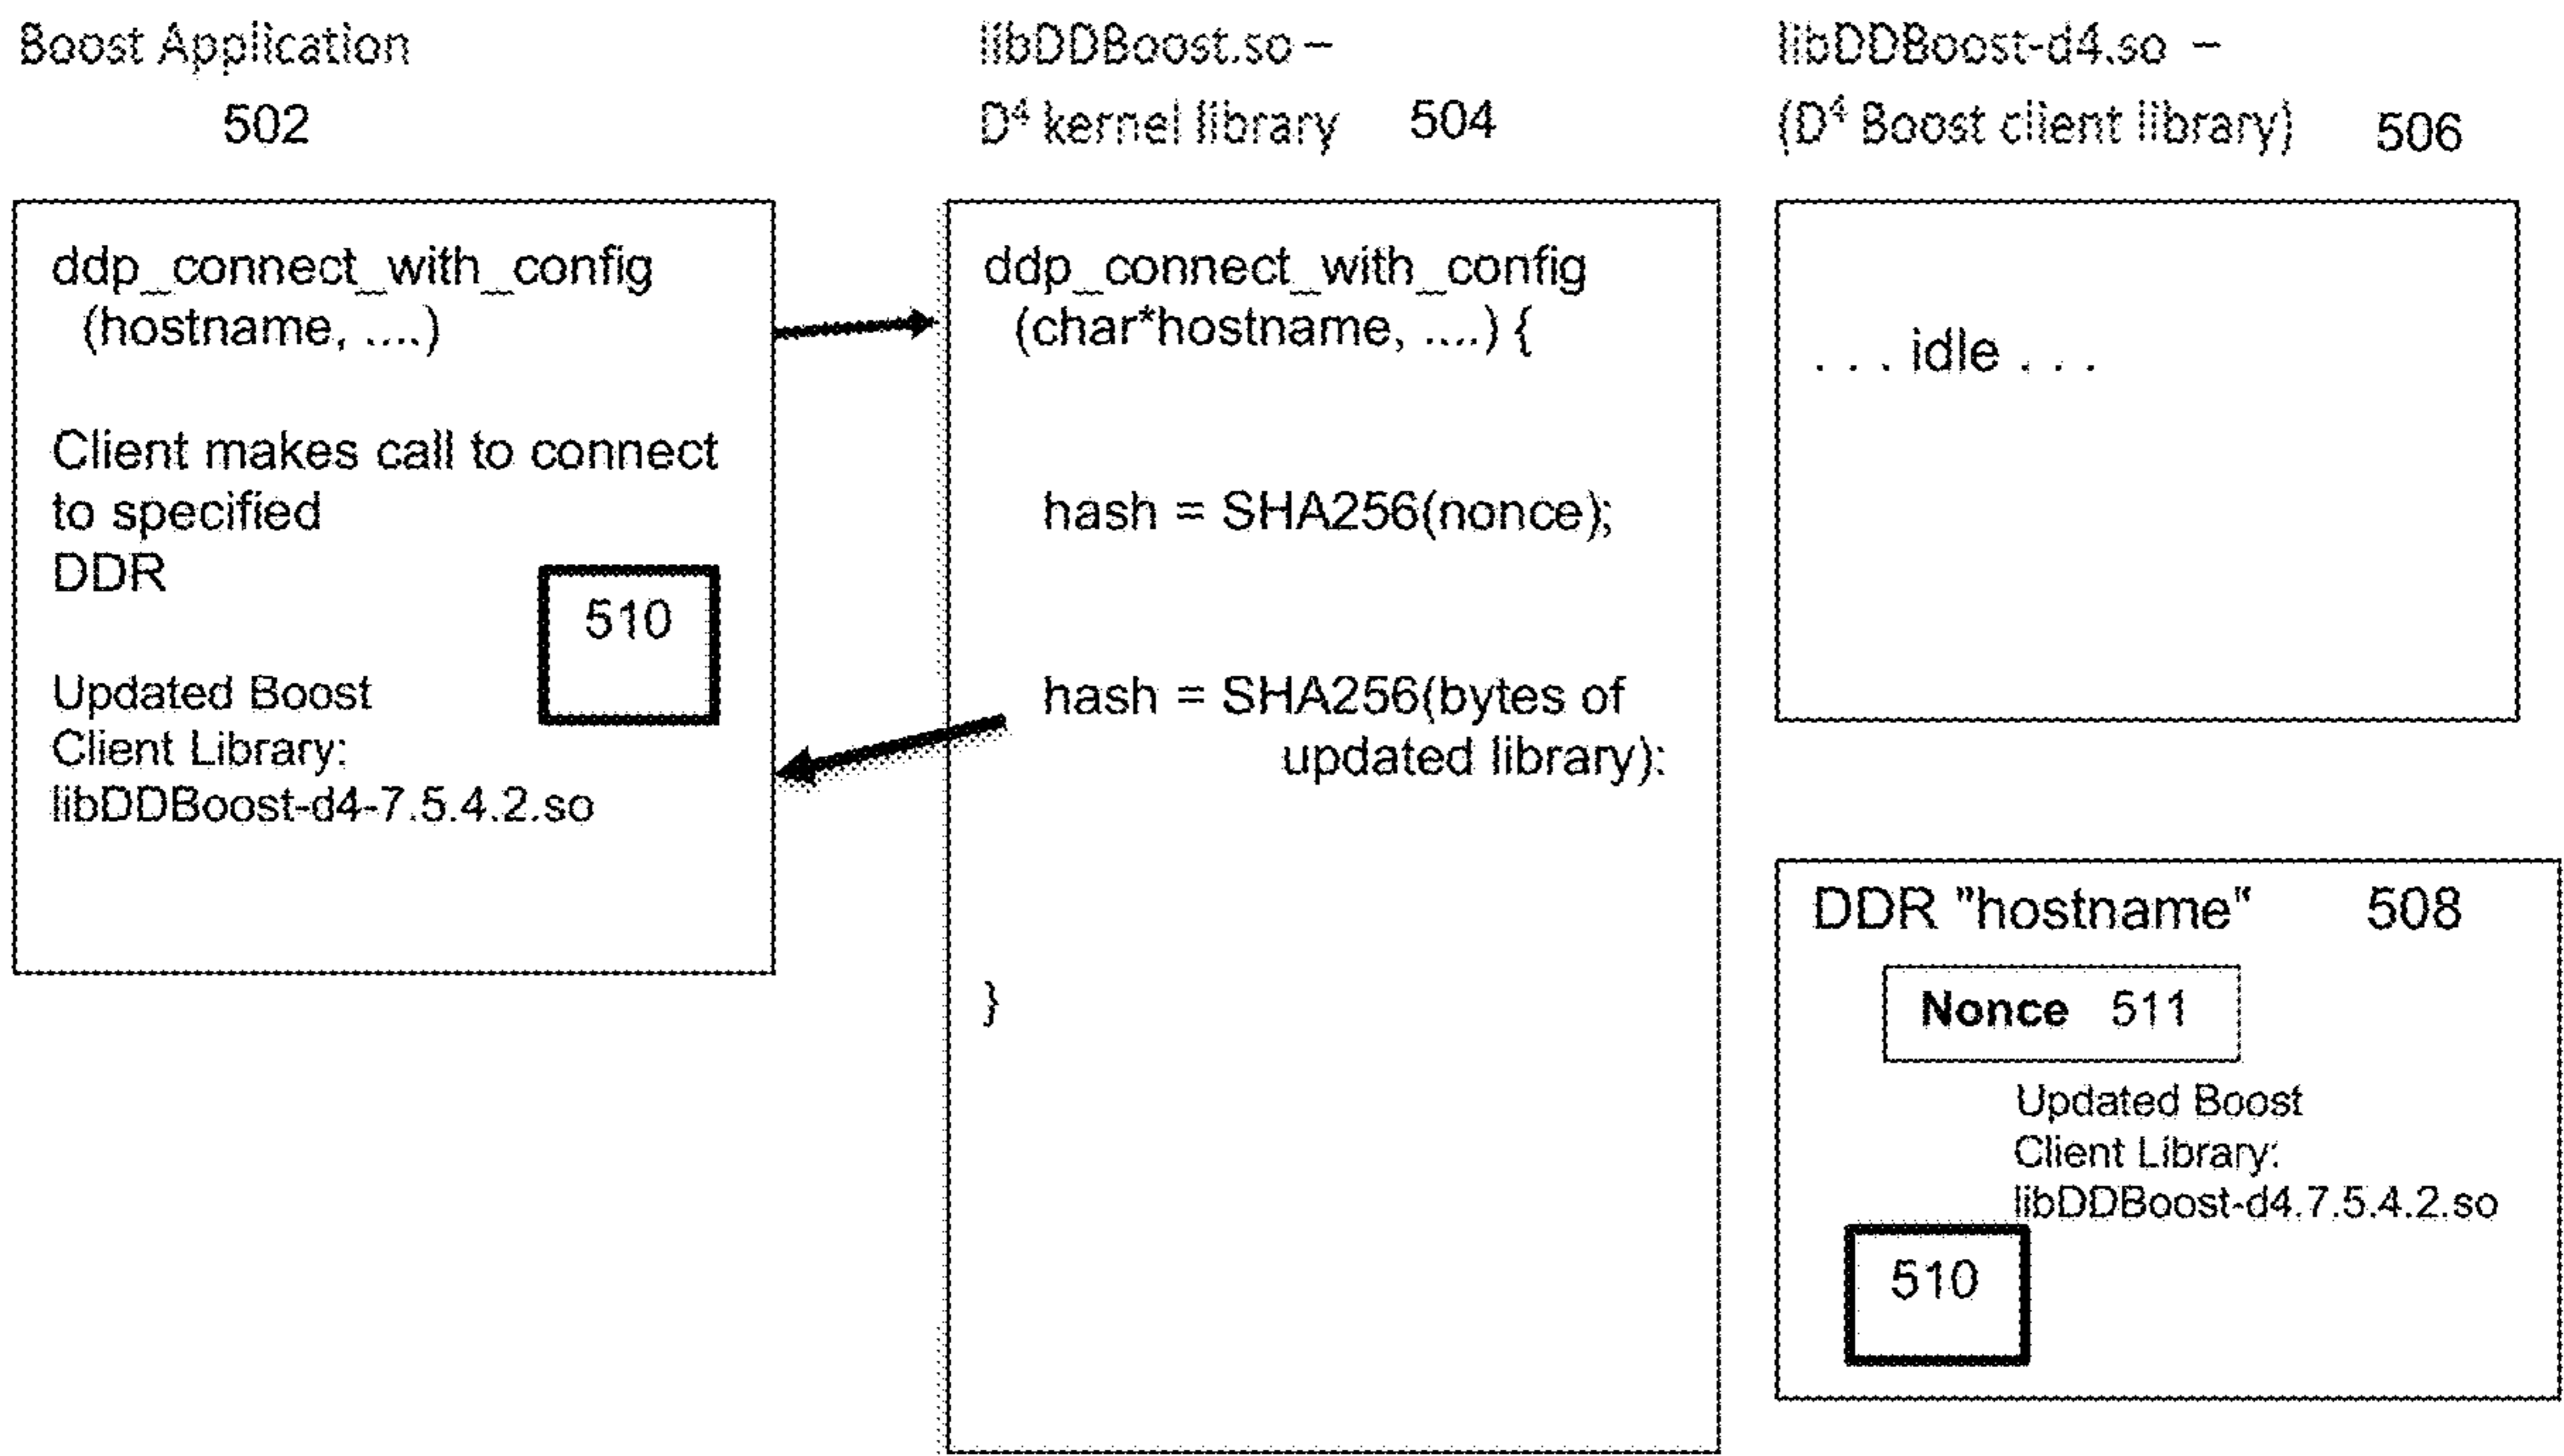 Boost Application
502
libDDBoost.so –
D⁴ kernel library 504
libDDBoost-d4.so –
(D⁴ Boost client library) 506
ddp_connect_with_config
(hostname, ....)
Client makes call to connect
to specified
DDR
510
Updated Boost
Client Library:
libDDBoost-d4-7.5.4.2.so
ddp_connect_with_config
(char*hostname, ....) {
hash = SHA256(nonce);
hash = SHA256(bytes of
updated library):
}
. . . idle . . .
DDR "hostname" 508
Nonce 511
Updated Boost
Client Library:
libDDBoost-d4.7.5.4.2.so
510